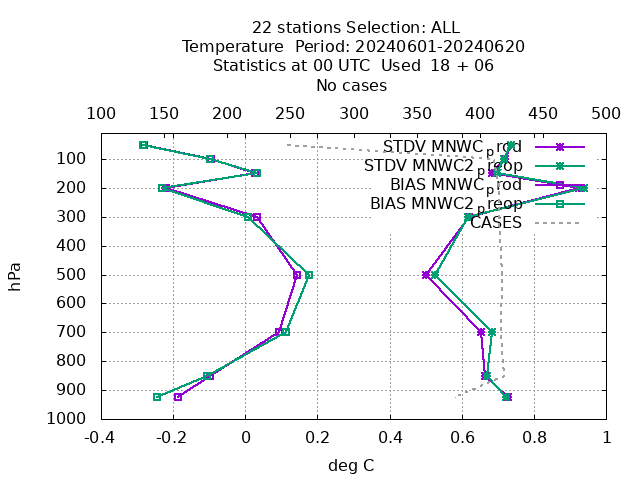 22 stations Selection: ALL
Temperature  Period: 20240601-20240620
Statistics at 00 UTC  Used  18 + 06
No cases
100 150 200 250 300 350 400 450 500
STDV MNWC_prod
STDV MNWC2_preop
BIAS MNWC_prod
BIAS MNWC2_preop
CASES
hPa
100
200
300
400
500
600
700
800
900
1000
-0.4 -0.2 0 0.2 0.4 0.6 0.8 1
deg C